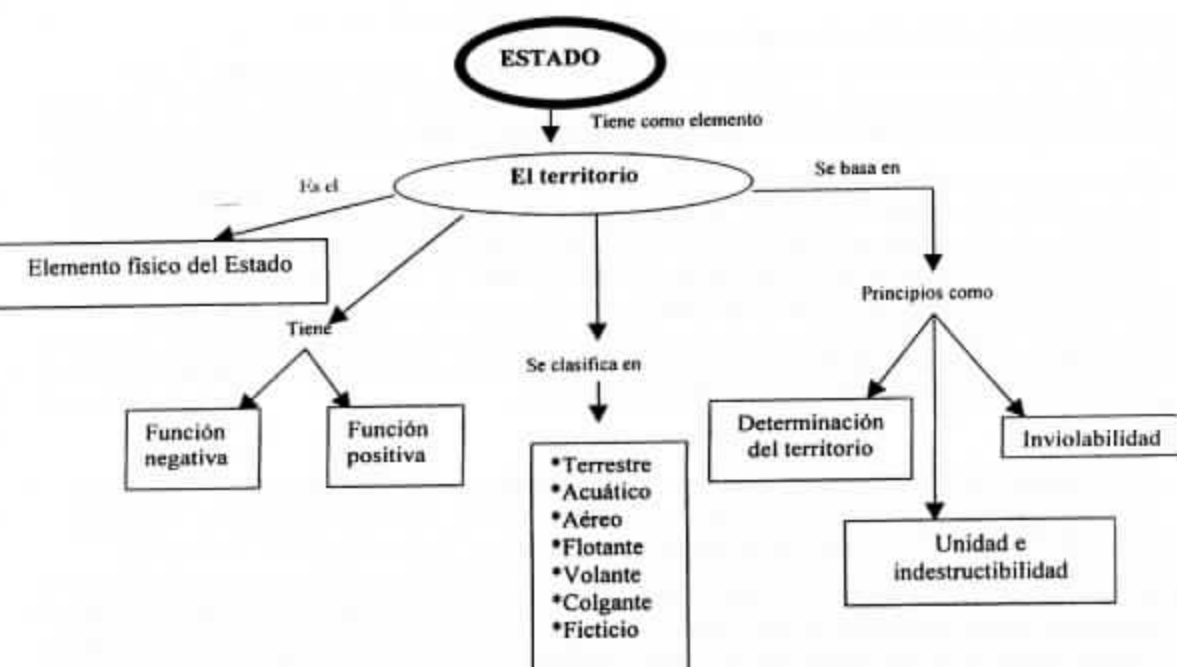 ESTADO
Tiene como elemento
El territorio
Es el
Se basa en
Elemento físico del Estado
Principios como
Tiene
Se clasifica en
Función
negativa
Función
positiva
Determinación
del territorio
Inviolabilidad
*Terrestre
*Acuático
*Aéreo
*Flotante
*Volante
*Colgante
*Ficticio
Unidad e
indestructibilidad